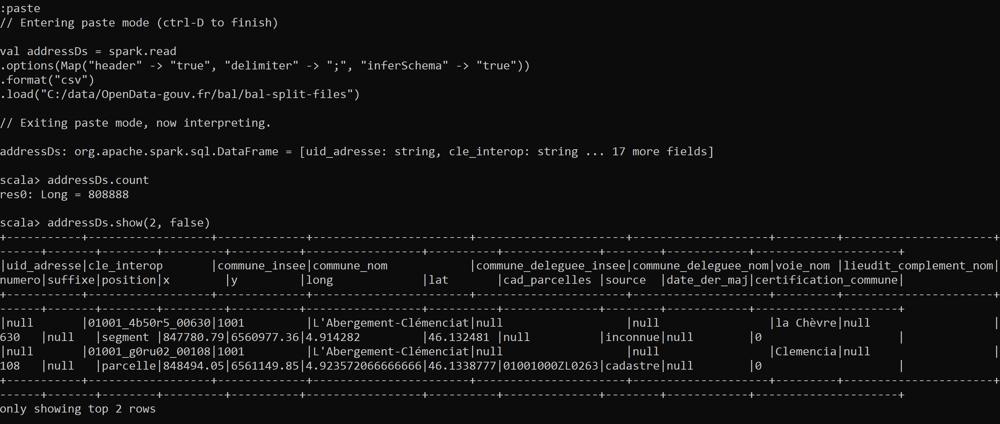 :paste
// Entering paste mode (ctrl-D to finish)

val addressDs = spark.read
.options(Map("header" -> "true", "delimiter" -> ";", "inferSchema" -> "true"))
.format("csv")
.load("C:/data/OpenData-gouv.fr/bal/bal-split-files")

// Exiting paste mode, now interpreting.

addressDs: org.apache.spark.sql.DataFrame = [uid_adresse: string, cle_interop: string ... 17 more fields]

scala> addressDs.count
res0: Long = 808888

scala> addressDs.show(2, false)
+-----------+------------------+-------------+-----------------------+----------------------+--------------------+---------+----------------------+
------+-------+--------+---------+----------+-----------------+----------+--------------+--------+------------+---------------------+
|uid_adresse|cle_interop       |commune_insee|commune_nom            |commune_deleguee_insee|commune_deleguee_nom|voie_nom |lieudit_complement_nom|
numero|suffixe|position|x        |y         |long             |lat       |cad_parcelles |source  |date_der_maj|certification_commune|
+-----------+------------------+-------------+-----------------------+----------------------+--------------------+---------+----------------------+
------+-------+--------+---------+----------+-----------------+----------+--------------+--------+------------+---------------------+
|null       |01001_4b50r5_00630|1001         |L'Abergement-Clémenciat|null                  |null                |la Chèvre|null                  |
630   |null   |segment |847780.79|6560977.36|4.914282         |46.132481 |null          |inconnue|null        |0                    |
|null       |01001_g0ru02_00108|1001         |L'Abergement-Clémenciat|null                  |null                |Clemencia|null                  |
108   |null   |parcelle|848494.05|6561149.85|4.923572066666666|46.1338777|01001000ZL0263|cadastre|null        |0                    |
+-----------+------------------+-------------+-----------------------+----------------------+--------------------+---------+----------------------+
------+-------+--------+---------+----------+-----------------+----------+--------------+--------+------------+---------------------+
only showing top 2 rows